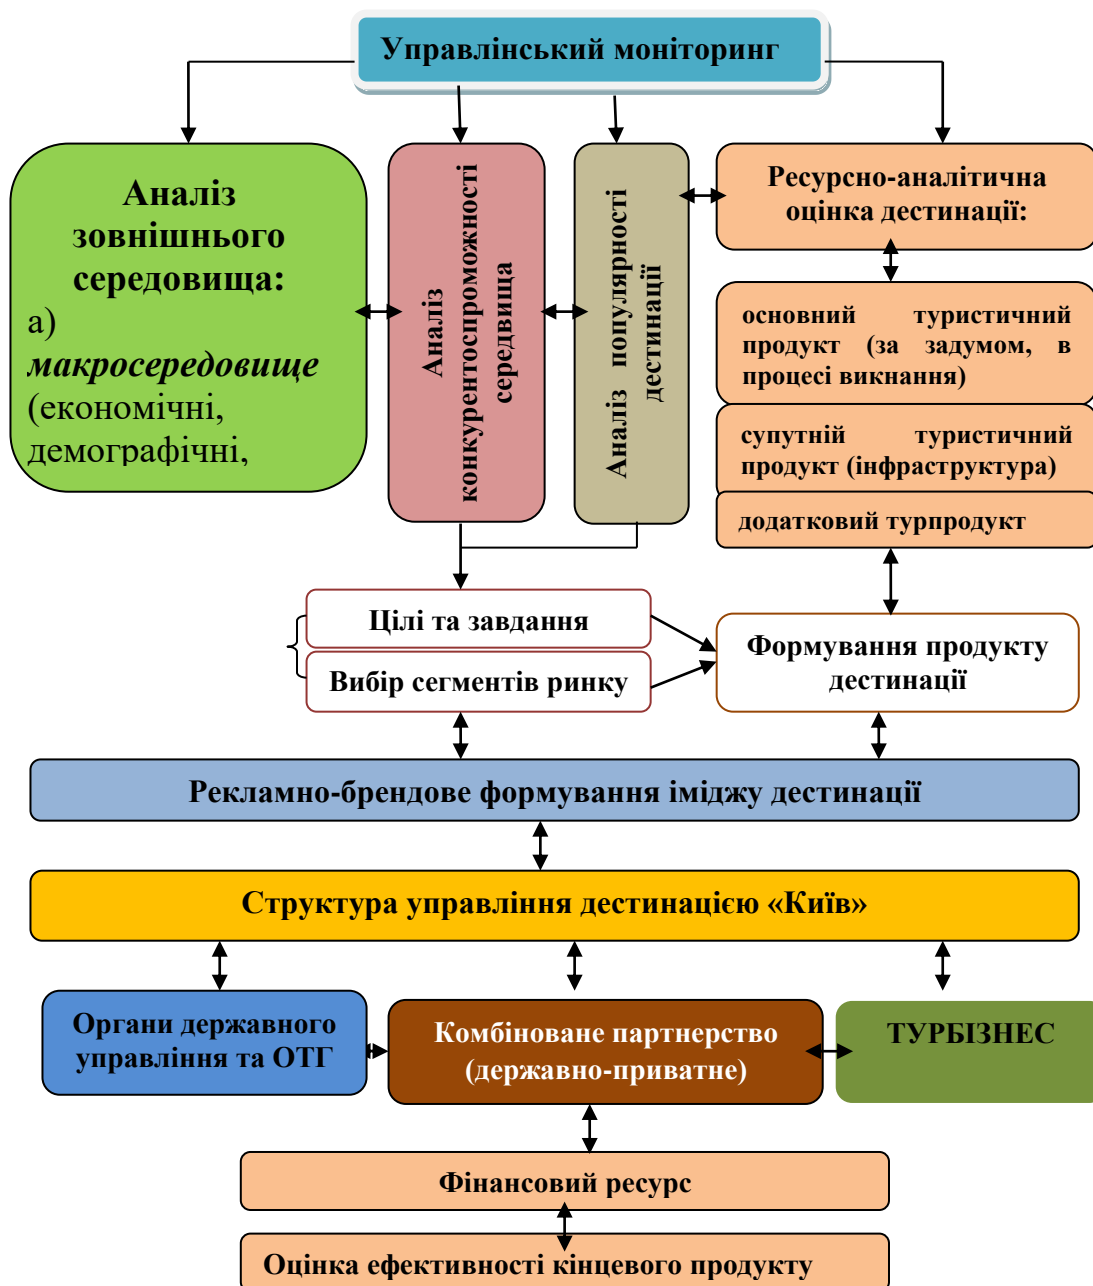 Управлінський моніторинг
Аналіз
зовнішнього
середовища:
а)
макросередовище
(економічні,
демографічні,
Аналіз
конкурентоспроможності
середвища
Аналіз популярності
дестинації
Ресурсно-аналітична
оцінка дестинації:
основний туристичний
продукт (за задумом, в
процесі викнання)
супутній туристичний
продукт (інфраструктура)
додатковий турпродукт
Цілі та завдання
Вибір сегментів ринку
Формування продукту
дестинації
Рекламно-брендове формування іміджу дестинації
Структура управління дестинацією «Київ»
Органи державного
управління та ОТГ
Комбіноване партнерство
(державно-приватне)
ТУРБІЗНЕС
Фінансовий ресурс
Оцінка ефективності кінцевого продукту